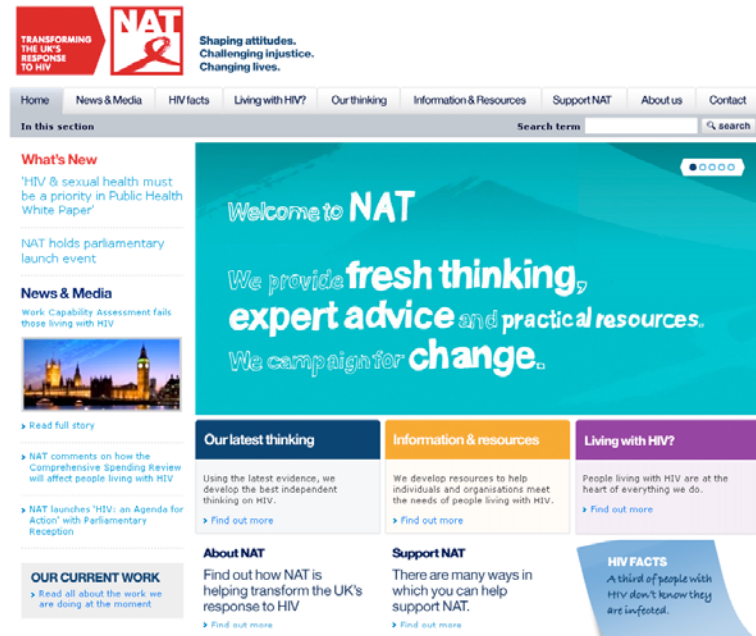 TRANSFORMING
THE UK'S
RESPONSE
TO HIV
NAT
Shaping attitudes.
Challenging injustice.
Changing lives.
Home
News & Media
HIV facts
Living with HIV?
Our thinking
Information & Resources
Support NAT
About us
Contact
In this section
Search term
search
What's New
'HIV & sexual health must
be a priority in Public Health
White Paper'
NAT holds parliamentary
launch event
News & Media
Work Capability Assessment fails
those living with HIV
Read full story
NAT comments on how the
Comprehensive Spending Review
will affect people living with HIV
NAT launches 'HIV: an Agenda for
Action' with Parliamentary
Reception
OUR CURRENT WORK
Read all about the work we
are doing at the moment
Welcome to NAT
We provide fresh thinking,
expert advice and practical resources.
We campaign for change.
Our latest thinking
Using the latest evidence, we
develop the best independent
thinking on HIV.
Find out more
Information & resources
We develop resources to help
individuals and organisations meet
the needs of people living with HIV.
Find out more
Living with HIV?
People living with HIV are at the
heart of everything we do.
Find out more
About NAT
Find out how NAT is
helping transform the UK's
response to HIV
Find out more
Support NAT
There are many ways in
which you can help
support NAT.
Find out more
HIV FACTS
A third of people with
HIV don't know they
are infected.